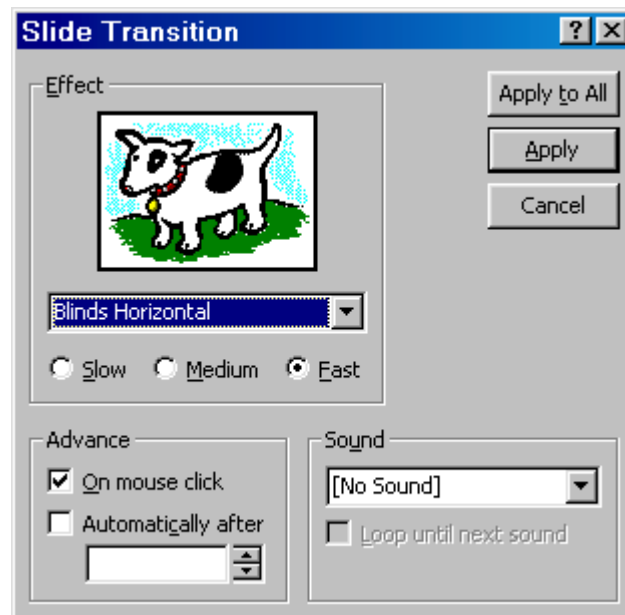 Slide Transition
Effect
Apply to All
Apply
Cancel
Blinds Horizontal
Slow Medium Fast
Advance
On mouse click
Automatically after
Sound
[No Sound]
Loop until next sound